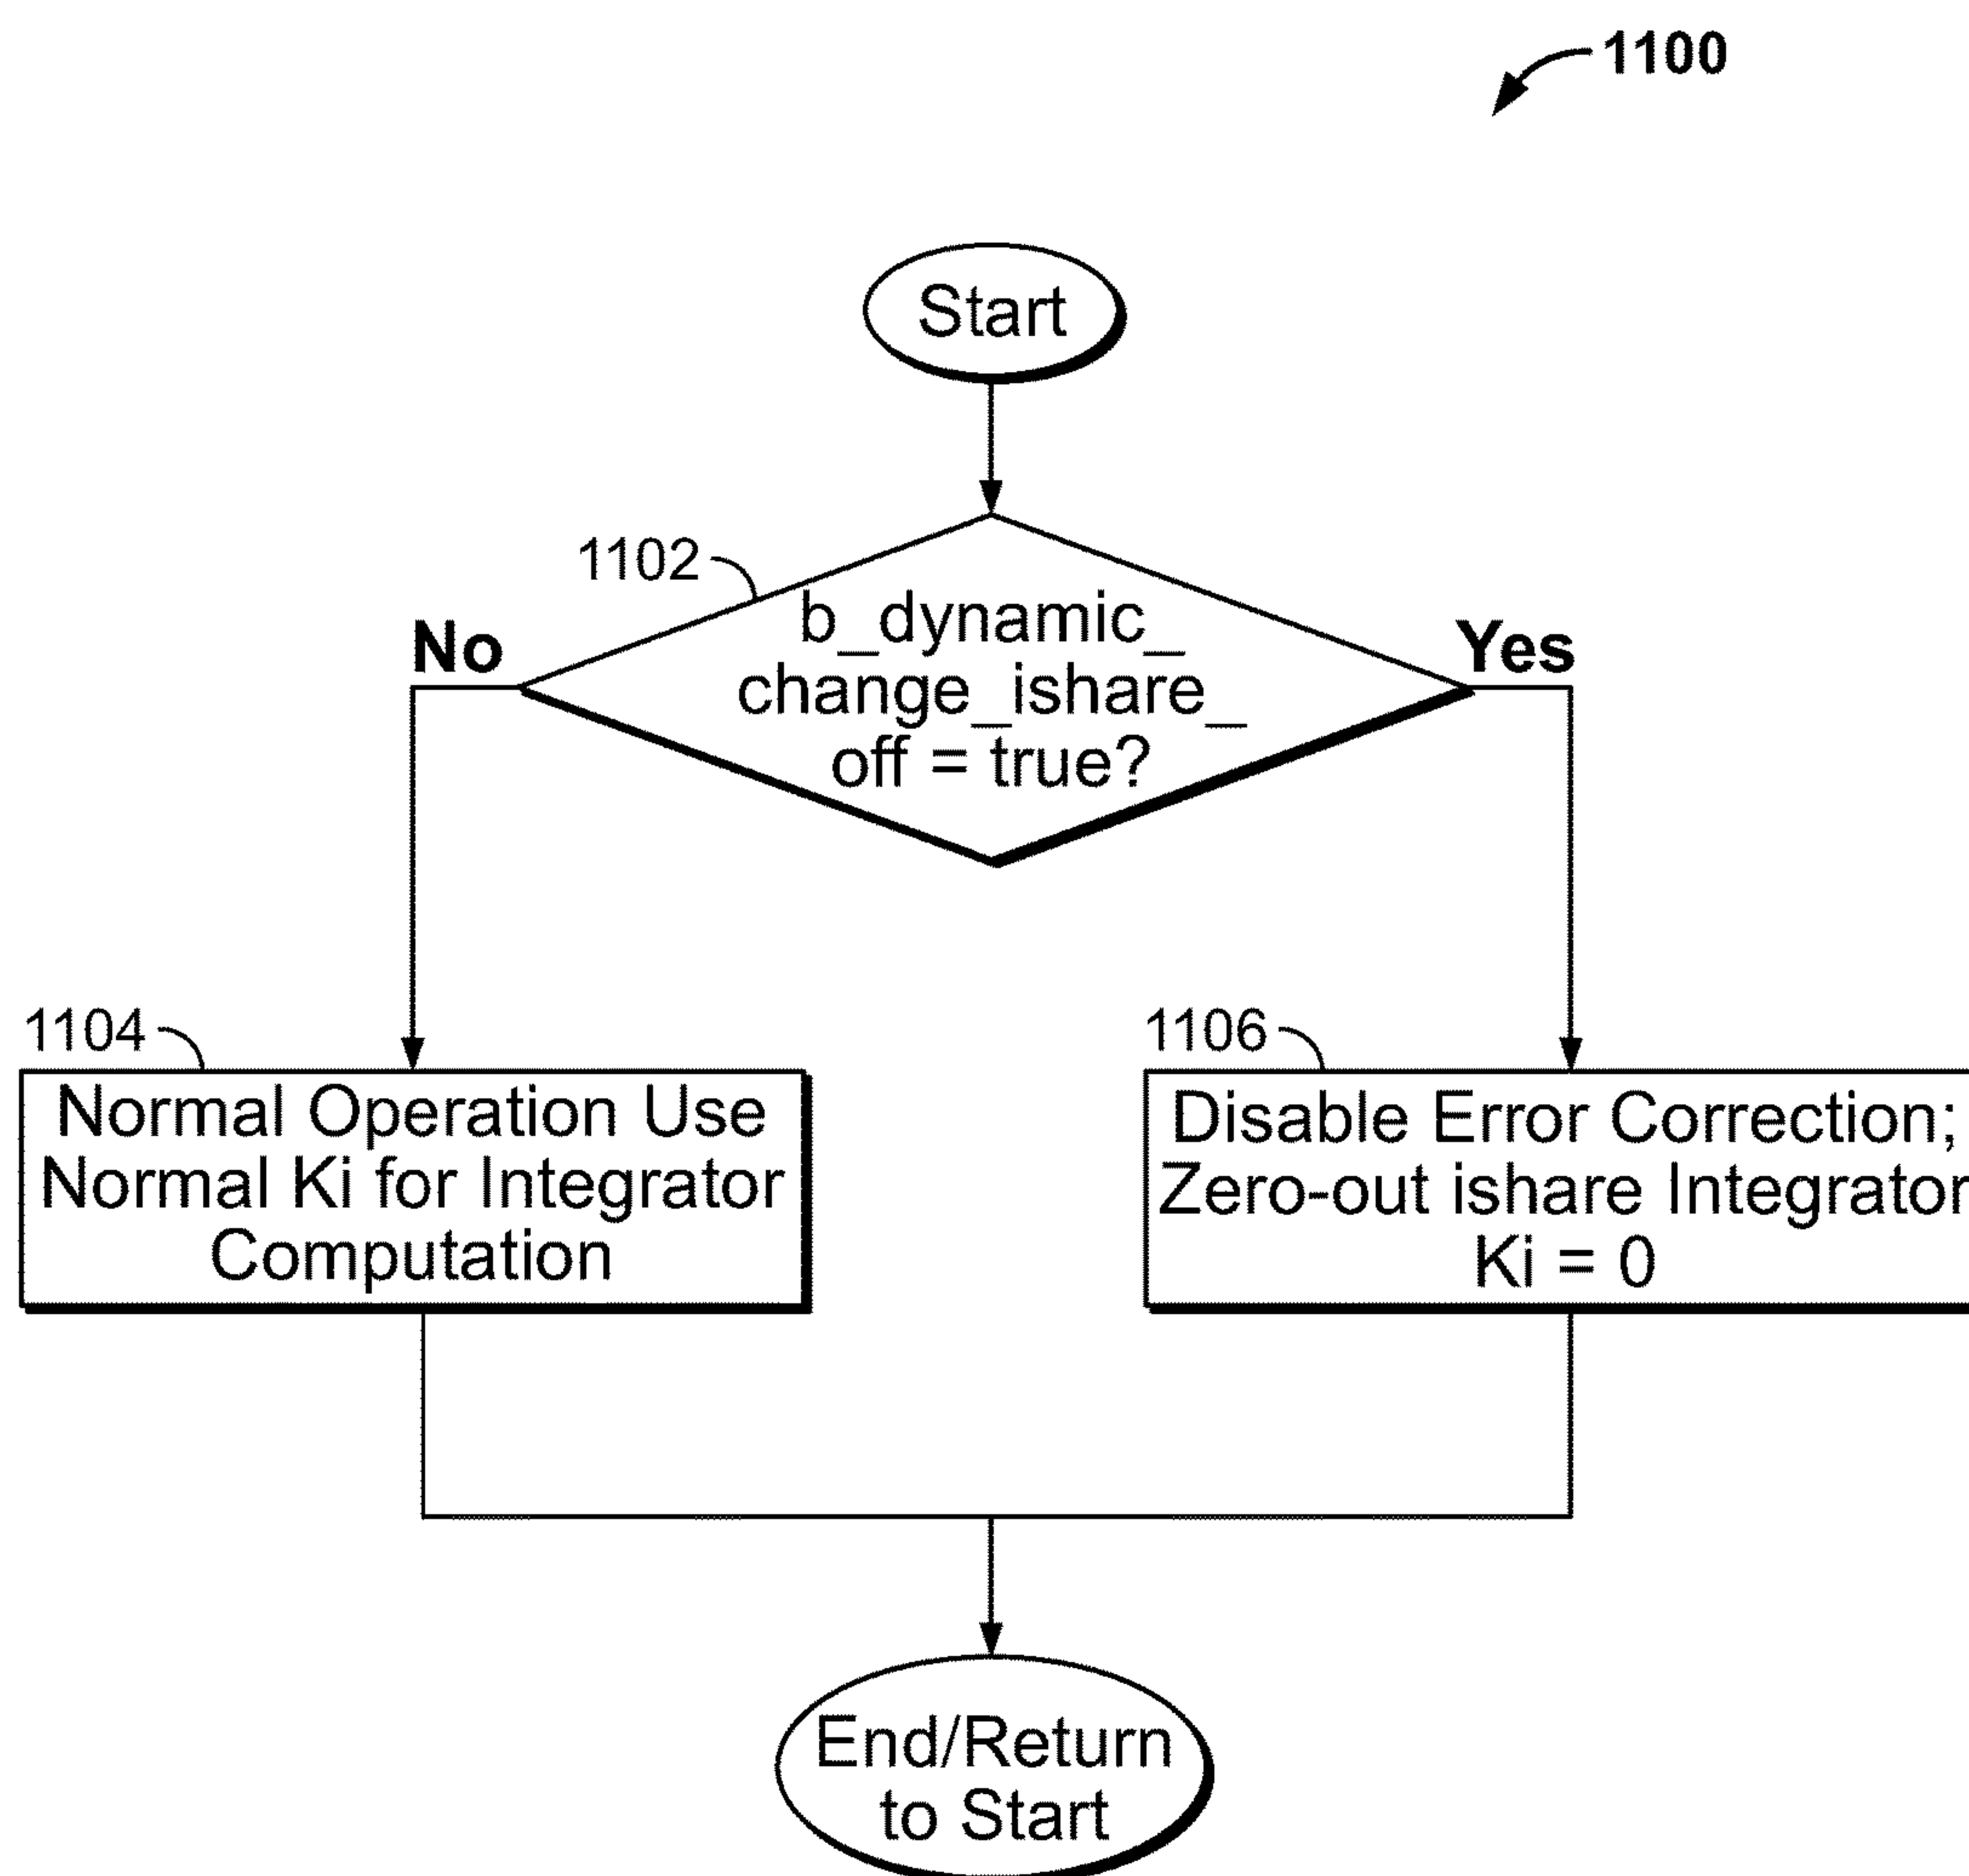 1100
Start
1102
b_dynamic_
change_ishare_
off = true?
No
Yes
1104
Normal Operation Use
Normal Ki for Integrator
Computation
1106
Disable Error Correction;
Zero-out ishare Integrator
Ki = 0
End/Return
to Start